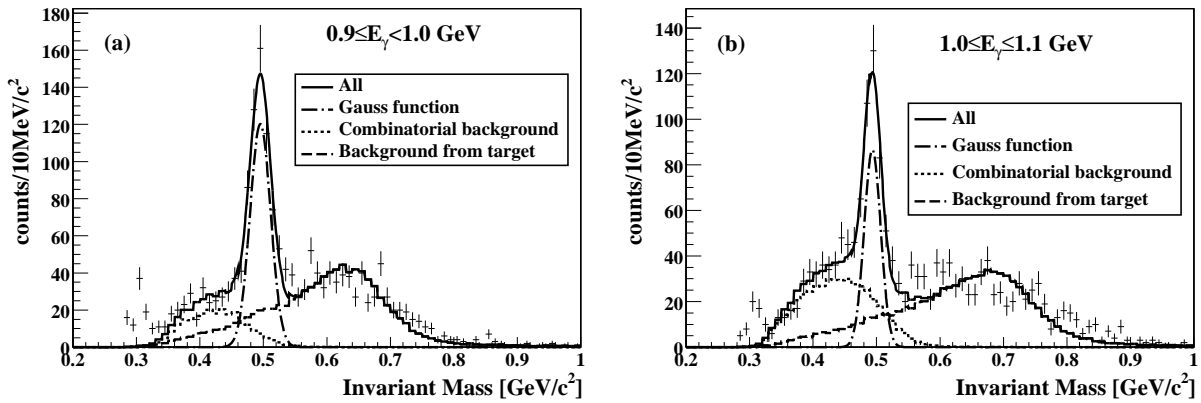 (a)
0.9≤Eγ<1.0 GeV
All
Gauss function
Combinatorial background
Background from target
counts/10MeV/c²
180
160
140
120
100
80
60
40
20
0
0.2 0.3 0.4 0.5 0.6 0.7 0.8 0.9 1
Invariant Mass [GeV/c²]
(b)
1.0≤Eγ≤1.1 GeV
All
Gauss function
Combinatorial background
Background from target
counts/10MeV/c²
140
120
100
80
60
40
20
0
0.2 0.3 0.4 0.5 0.6 0.7 0.8 0.9 1
Invariant Mass [GeV/c²]